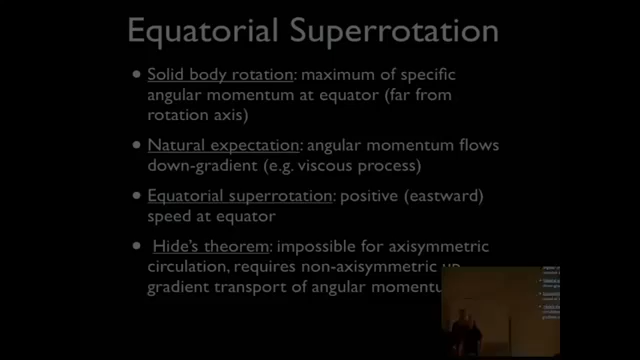 Equatorial Superrotation
• Solid body rotation: maximum of specific
angular momentum at equator (far from
rotation axis)
• Natural expectation: angular momentum flows
down-gradient (e.g. viscous process)
• Equatorial superrotation: positive (eastward)
speed at equator
• Hide's theorem: impossible for axisymmetric
circulation, requires non-axisymmetric
gradient transport of angular